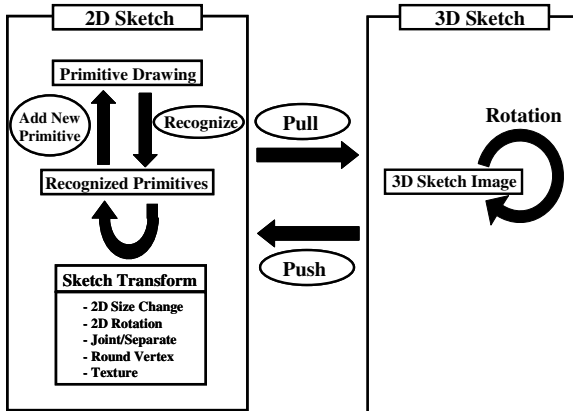 2D Sketch
Primitive Drawing
Add New
Primitive
Recognize
Recognized Primitives
Sketch Transform
- 2D Size Change
- 2D Rotation
- Joint/Separate
- Round Vertex
- Texture
Pull
Push
3D Sketch
Rotation
3D Sketch Image